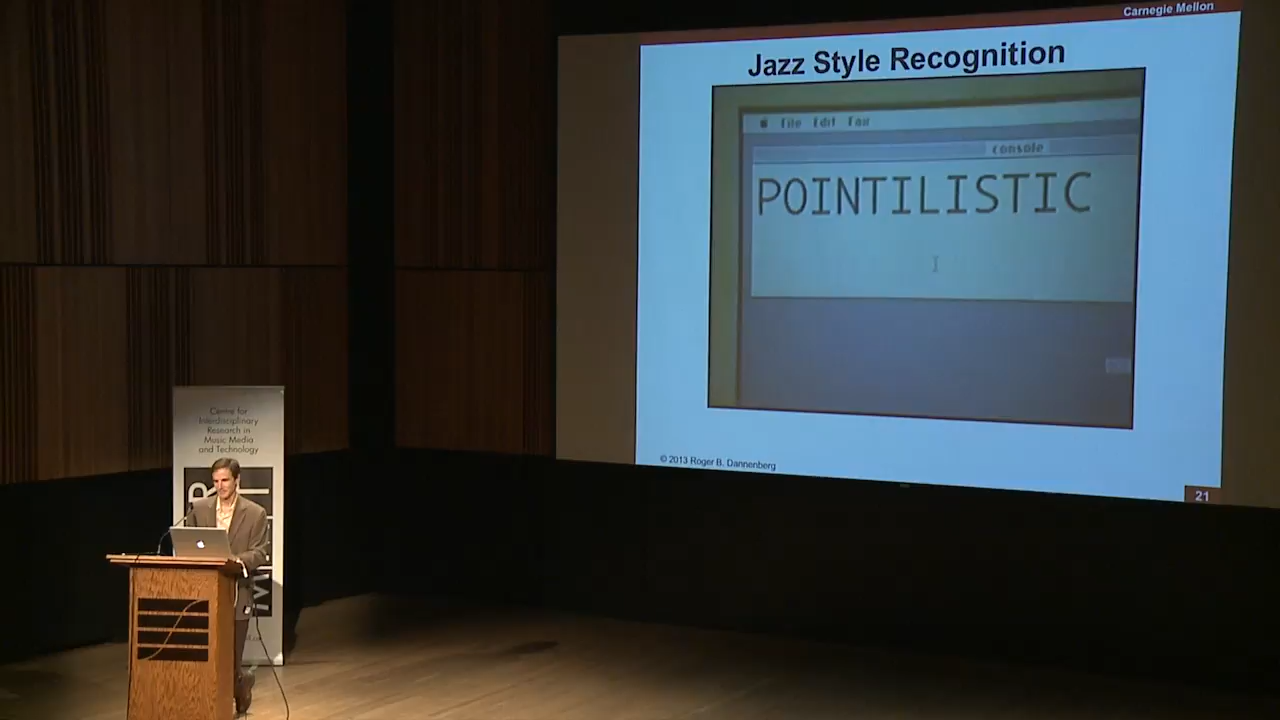 Carnegie Mellon
Jazz Style Recognition
File Edit
console
POINTILISTIC
© 2013 Roger B. Dannenberg
21
Centre for
Interdisciplinary
Research in
Music Media
and Technology